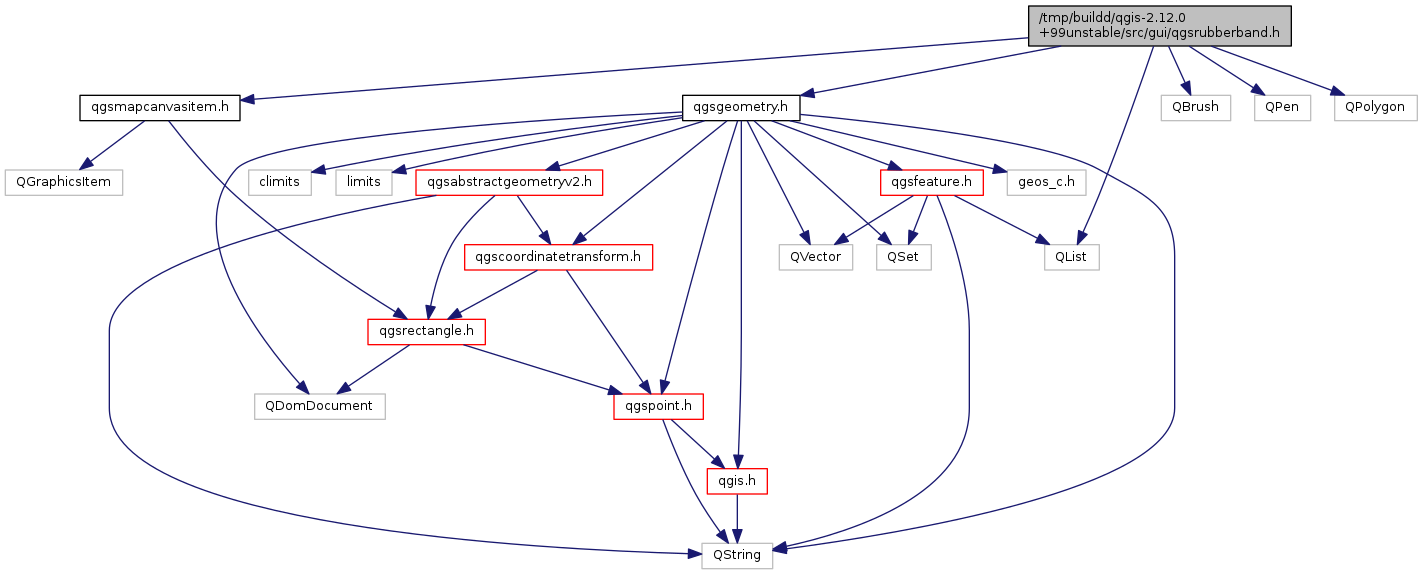 /tmp/buildd/qgis-2.12.0
+99unstable/src/gui/qgsrubberband.h
qgsmapcanvasitem.h
qgsgeometry.h
QBrush
QPen
QPolygon
QGraphicsItem
climits
limits
qgsabstractgeometryv2.h
qgsfeature.h
geos_c.h
qgscoordinatetransform.h
QVector
QSet
QList
qgsrectangle.h
QDomDocument
qgspoint.h
qgis.h
QString